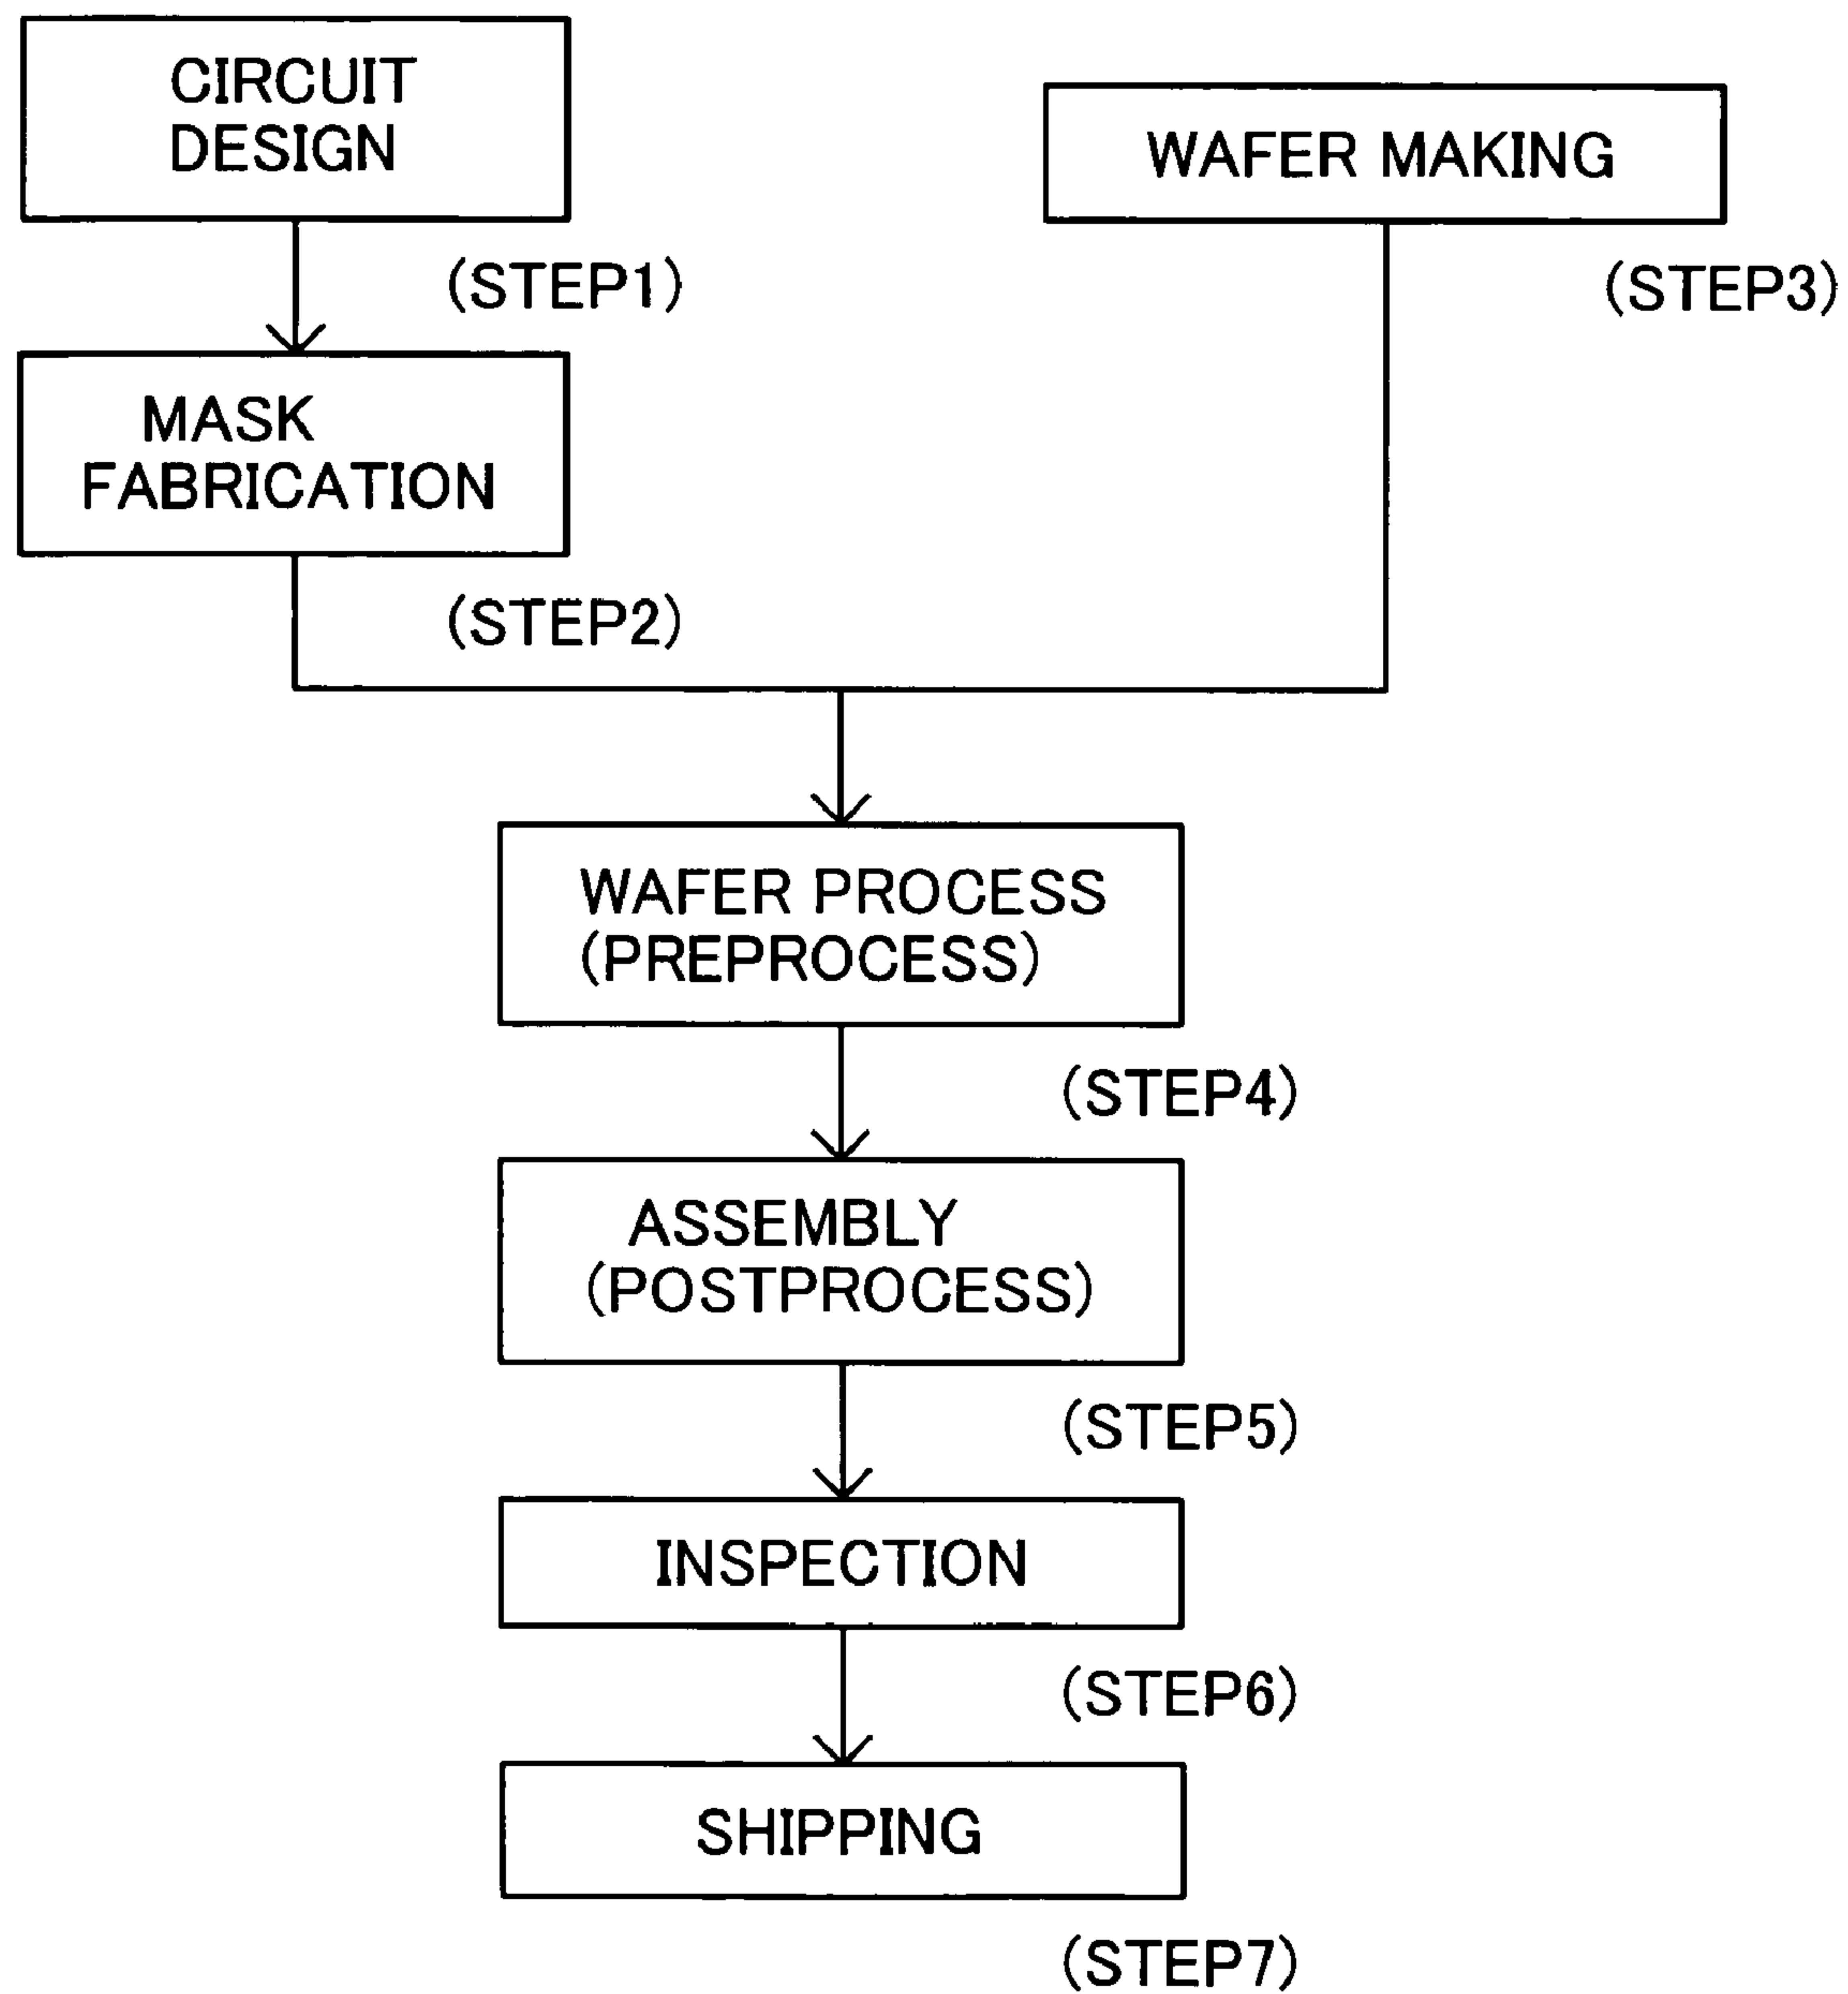 CIRCUIT
DESIGN
(STEP1)
MASK
FABRICATION
(STEP2)
WAFER MAKING
(STEP3)
WAFER PROCESS
(PREPROCESS)
(STEP4)
ASSEMBLY
(POSTPROCESS)
(STEP5)
INSPECTION
(STEP6)
SHIPPING
(STEP7)